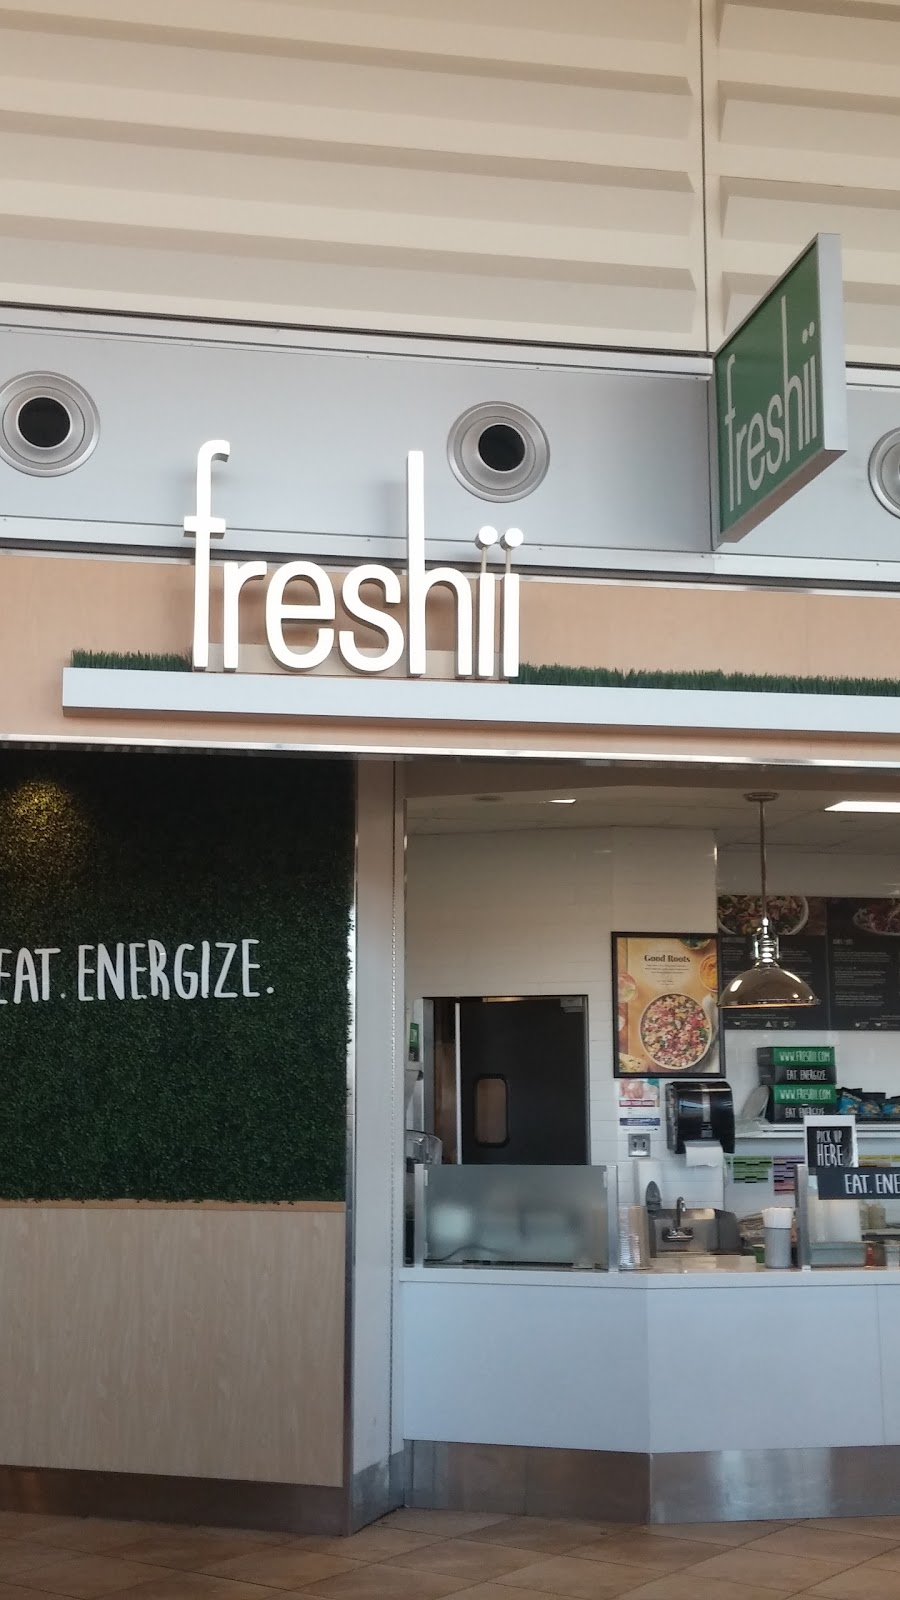 freshii
freshii
EAT. ENERGIZE.
Good Roots
WWW.FRESHII.COM
EAT. ENERGIZE.
WWW.FRESHII.COM
EAT. ENERGIZE.
PICK UP
HERE
EAT. ENE